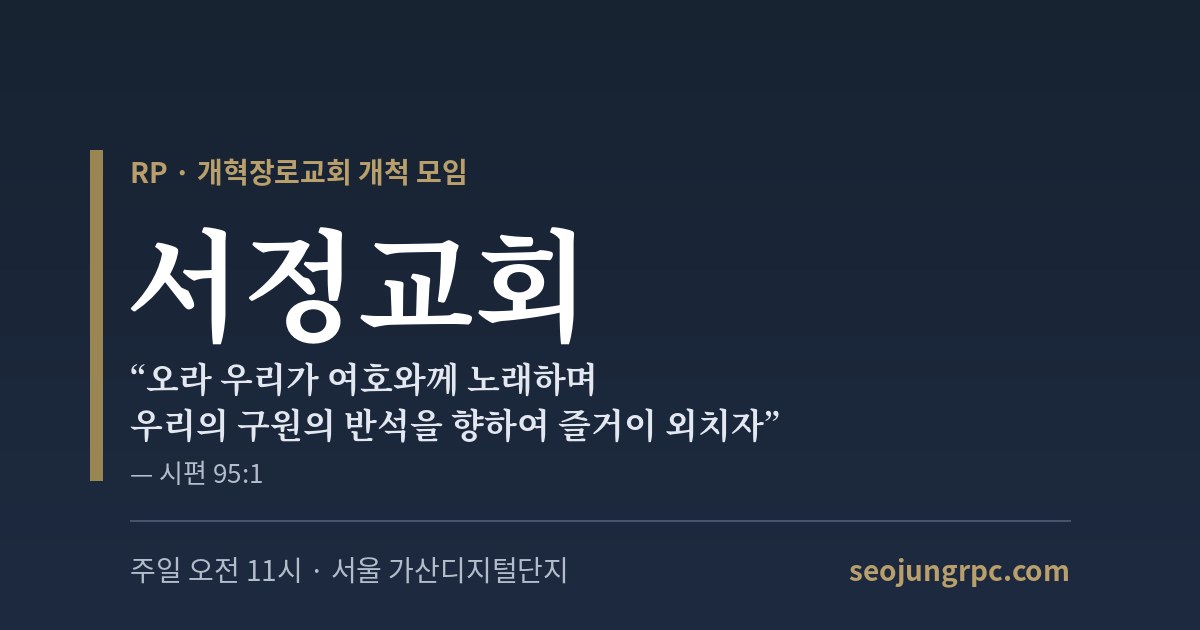 RP · 개혁장로교회 개척 모임
서정교회
“오라 우리가 여호와께 노래하며
우리의 구원의 반석을 향하여 즐거이 외치자”
— 시편 95:1
주일 오전 11시 · 서울 가산디지털단지
seojungrpc.com